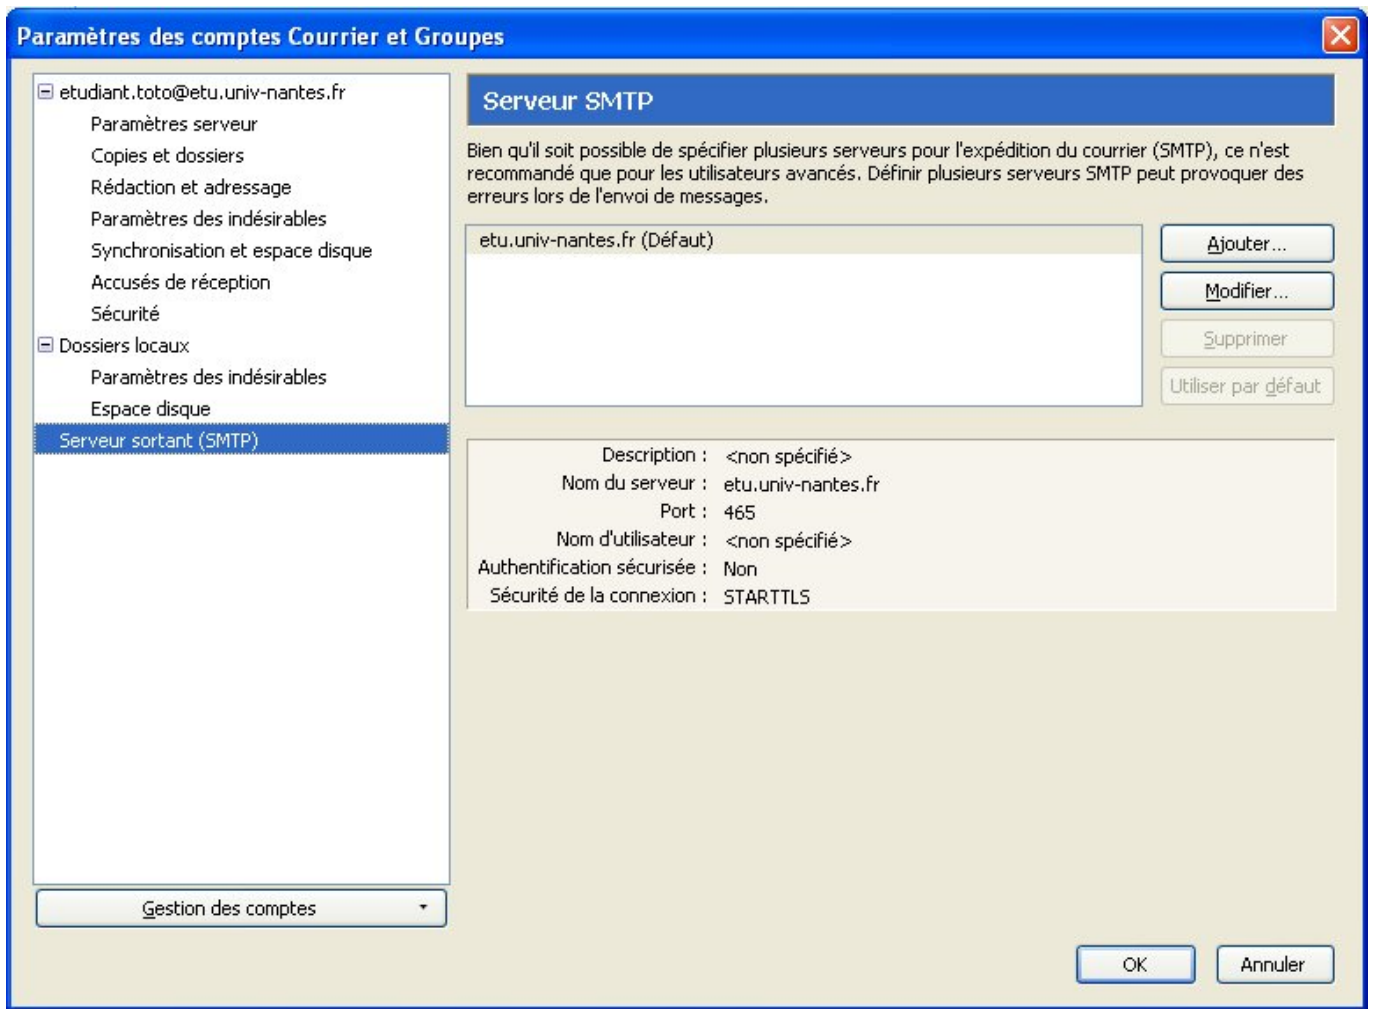 Paramètres des comptes Courrier et Groupes
etudiant.toto@etu.univ-nantes.fr
Paramètres serveur
Copies et dossiers
Rédaction et adressage
Paramètres des indésirables
Synchronisation et espace disque
Accusés de réception
Sécurité
Dossiers locaux
Paramètres des indésirables
Espace disque
Serveur sortant (SMTP)
Gestion des comptes
Serveur SMTP
Bien qu'il soit possible de spécifier plusieurs serveurs pour l'expédition du courrier (SMTP), ce n'est
recommandé que pour les utilisateurs avancés. Définir plusieurs serveurs SMTP peut provoquer des
erreurs lors de l'envoi de messages.
etu.univ-nantes.fr (Défaut)
Ajouter...
Modifier...
Supprimer
Utiliser par défaut
Description : <non spécifié>
Nom du serveur : etu.univ-nantes.fr
Port : 465
Nom d'utilisateur : <non spécifié>
Authentification sécurisée : Non
Sécurité de la connexion : STARTTLS
OK
Annuler